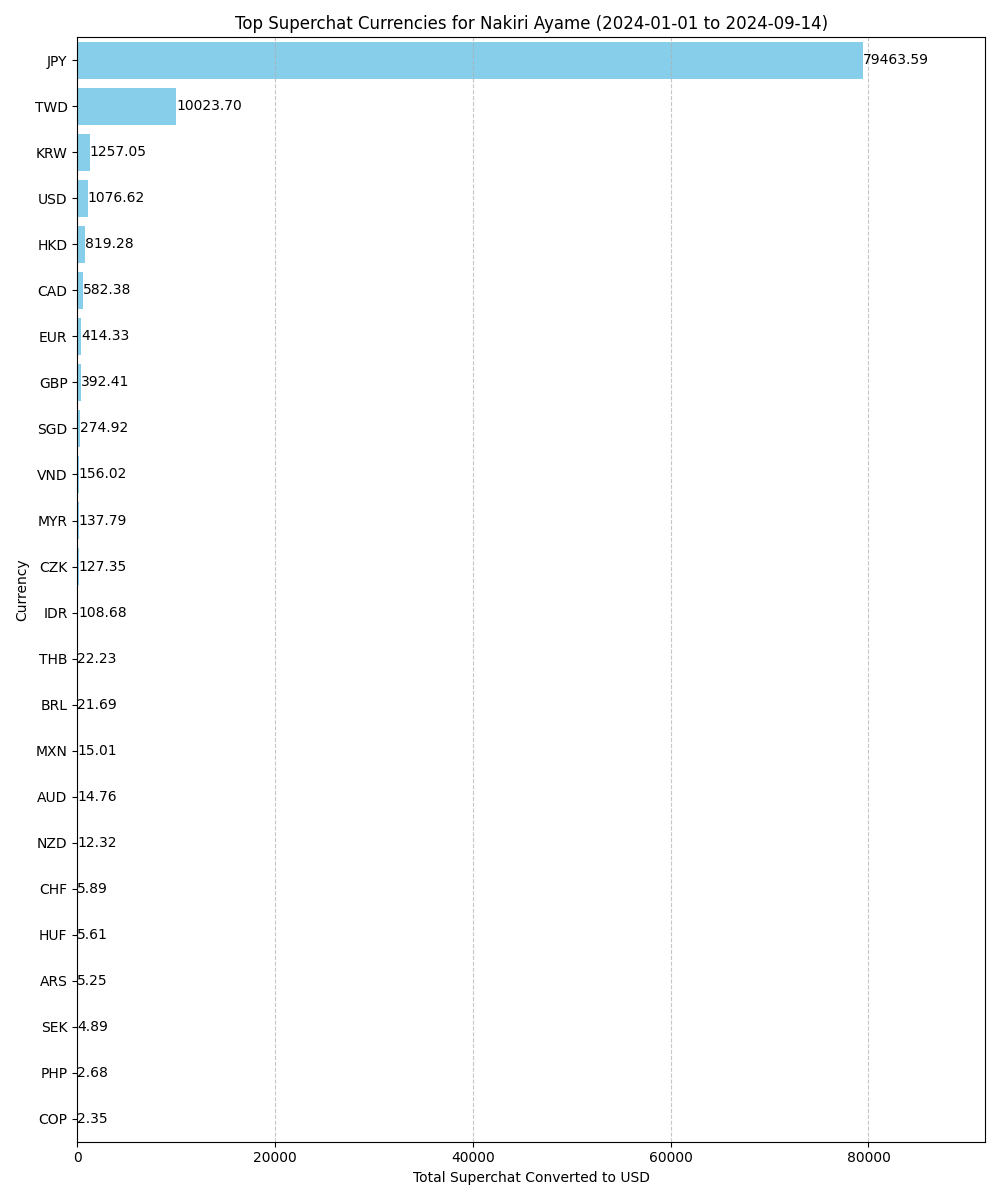 Top Superchat Currencies for Nakiri Ayame (2024-01-01 to 2024-09-14)
JPY 79463.59
TWD 10023.70
KRW 1257.05
USD 1076.62
HKD 819.28
CAD 582.38
EUR 414.33
GBP 392.41
SGD 274.92
VND 156.02
MYR 137.79
CZK 127.35
IDR 108.68
THB 22.23
BRL 21.69
MXN 15.01
AUD 14.76
NZD 12.32
CHF 5.89
HUF 5.61
ARS 5.25
SEK 4.89
PHP 2.68
COP 2.35
Currency
0 20000 40000 60000 80000
Total Superchat Converted to USD